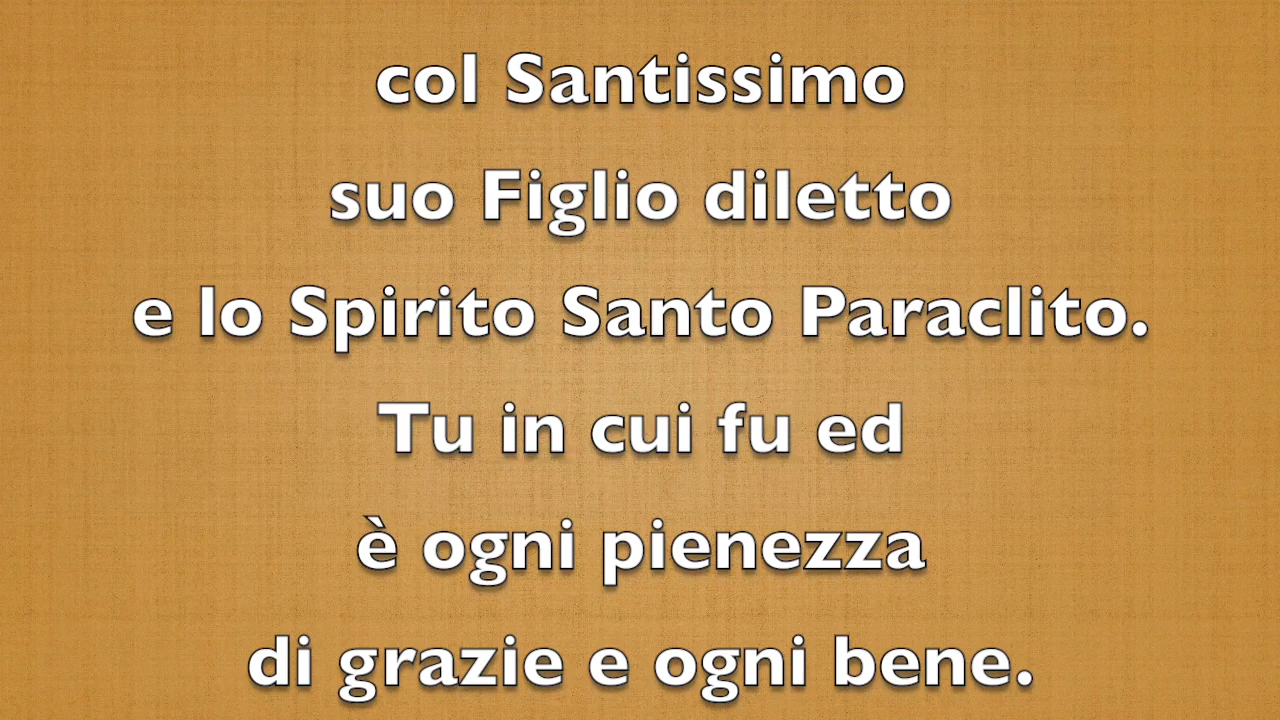 col Santissimo
suo Figlio diletto
e lo Spirito Santo Paraclito.
Tu in cui fu ed
è ogni pienezza
di grazie e ogni bene.